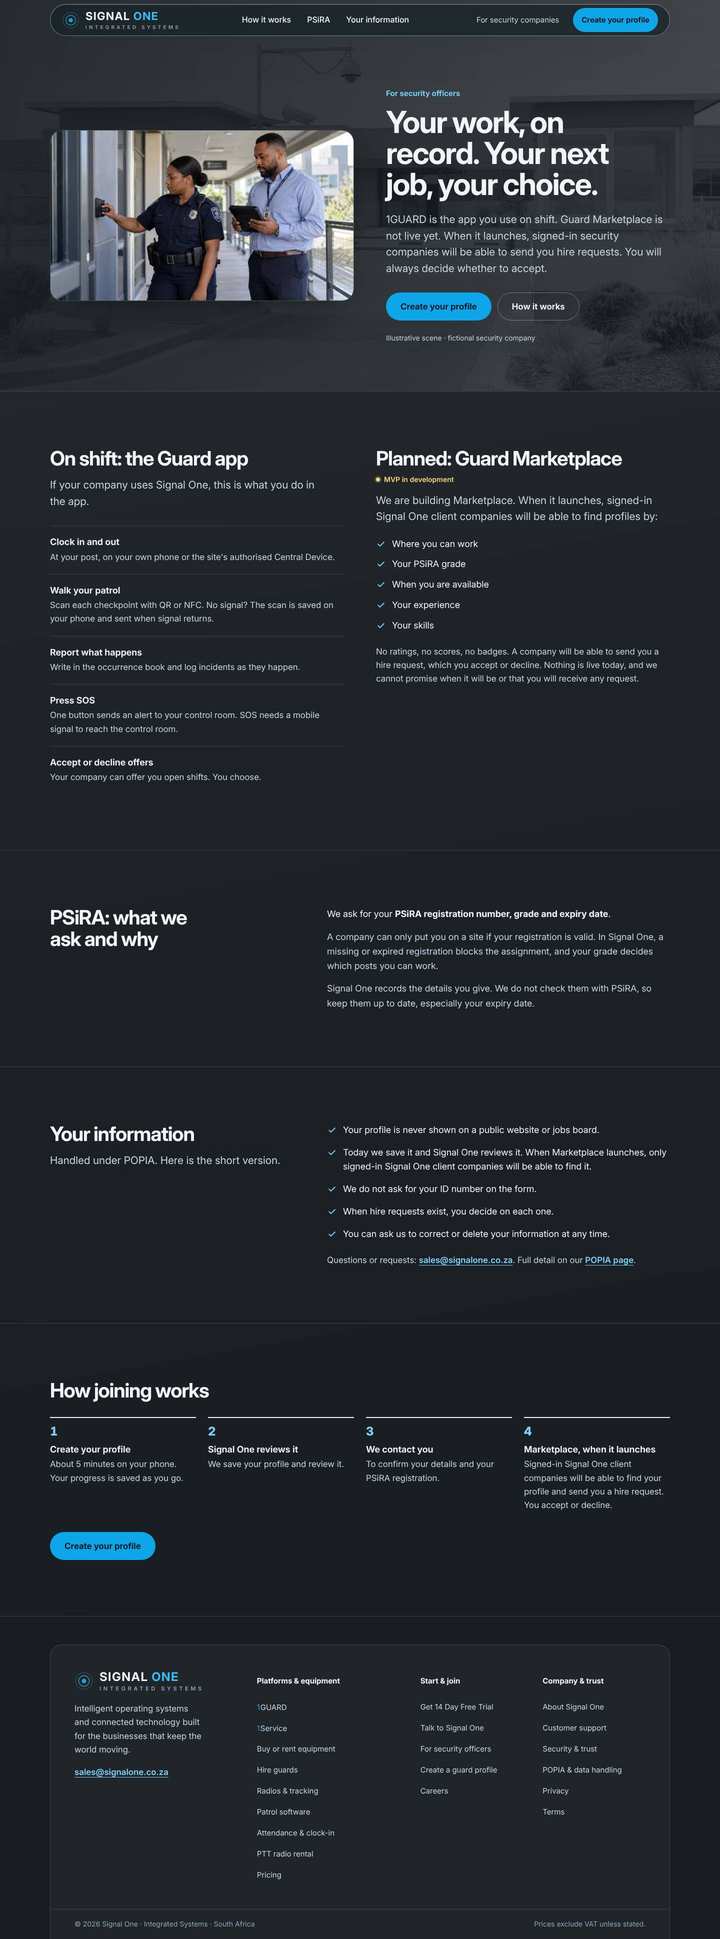 SIGNAL ONE
INTEGRATED SYSTEMS
How it works
PSiRA
Your information
For security companies
Create your profile
For security officers
Your work, on
record. Your next
job, your choice.
1GUARD is the app you use on shift. Guard Marketplace is
not live yet. When it launches, signed-in security
companies will be able to send you hire requests. You will
always decide whether to accept.
Create your profile
How it works
Illustrative scene · fictional security company
On shift: the Guard app
If your company uses Signal One, this is what you do in
the app.
Clock in and out
At your post, on your own phone or the site's authorised Central Device.
Walk your patrol
Scan each checkpoint with QR or NFC. No signal? The scan is saved on
your phone and sent when signal returns.
Report what happens
Write in the occurrence book and log incidents as they happen.
Press SOS
One button sends an alert to your control room. SOS needs a mobile
signal to reach the control room.
Accept or decline offers
Your company can offer you open shifts. You choose.
Planned: Guard Marketplace
MVP in development
We are building Marketplace. When it launches, signed-in
Signal One client companies will be able to find profiles by:
Where you can work
Your PSiRA grade
When you are available
Your experience
Your skills
No ratings, no scores, no badges. A company will be able to send you a
hire request, which you accept or decline. Nothing is live today, and we
cannot promise when it will be or that you will receive any request.
PSiRA: what we
ask and why
We ask for your PSiRA registration number, grade and expiry date.
A company can only put you on a site if your registration is valid. In Signal One, a
missing or expired registration blocks the assignment, and your grade decides
which posts you can work.
Signal One records the details you give. We do not check them with PSiRA, so
keep them up to date, especially your expiry date.
Your information
Handled under POPIA. Here is the short version.
Your profile is never shown on a public website or jobs board.
Today we save it and Signal One reviews it. When Marketplace launches, only
signed-in Signal One client companies will be able to find it.
We do not ask for your ID number on the form.
When hire requests exist, you decide on each one.
You can ask us to correct or delete your information at any time.
Questions or requests: sales@signalone.co.za. Full detail on our POPIA page.
How joining works
1
Create your profile
About 5 minutes on your phone.
Your progress is saved as you go.
2
Signal One reviews it
We save your profile and review it.
3
We contact you
To confirm your details and your
PSiRA registration.
4
Marketplace, when it launches
Signed-in Signal One client
companies will be able to find your
profile and send you a hire request.
You accept or decline.
Create your profile
SIGNAL ONE
INTEGRATED SYSTEMS
Intelligent operating systems
and connected technology built
for the businesses that keep the
world moving.
sales@signalone.co.za
Platforms & equipment
1GUARD
1Service
Buy or rent equipment
Hire guards
Radios & tracking
Patrol software
Attendance & clock-in
PTT radio rental
Pricing
Start & join
Get 14 Day Free Trial
Talk to Signal One
For security officers
Create a guard profile
Careers
Company & trust
About Signal One
Customer support
Security & trust
POPIA & data handling
Privacy
Terms
© 2026 Signal One · Integrated Systems · South Africa
Prices exclude VAT unless stated.